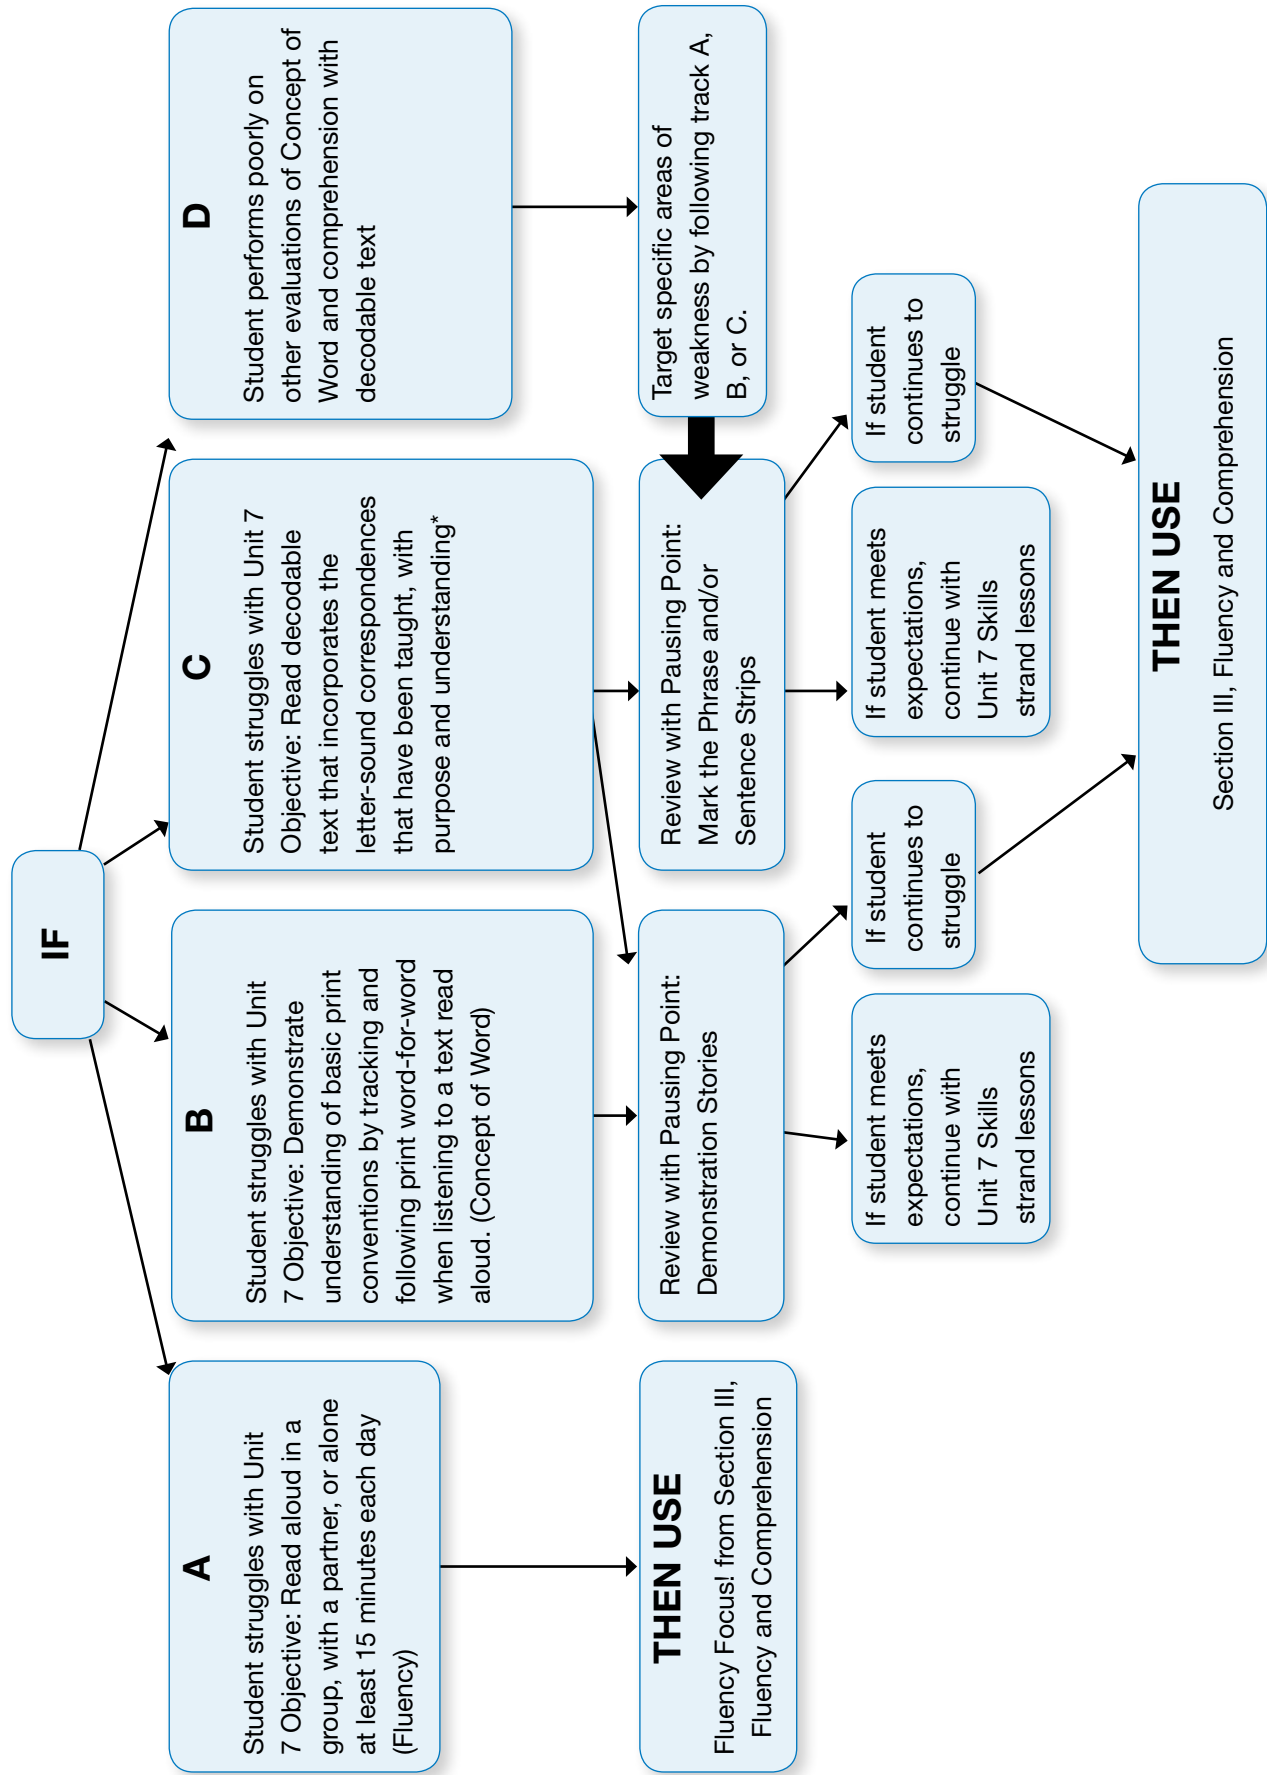 IF
A
Student struggles with Unit
7 Objective: Read aloud in a
group, with a partner, or alone
at least 15 minutes each day
(Fluency)
B
Student struggles with Unit
7 Objective: Demonstrate
understanding of basic print
conventions by tracking and
following print word-for-word
when listening to a text read
aloud. (Concept of Word)
C
Student struggles with Unit 7
Objective: Read decodable
text that incorporates the
letter-sound correspondences
that have been taught, with
purpose and understanding*
D
Student performs poorly on
other evaluations of Concept of
Word and comprehension with
decodable text
THEN USE
Fluency Focus! from Section III,
Fluency and Comprehension
Review with Pausing Point:
Demonstration Stories
Review with Pausing Point:
Mark the Phrase and/or
Sentence Strips
Target specific areas of
weakness by following track A,
B, or C.
If student meets
expectations,
continue with
Unit 7 Skills
strand lessons
If student
continues to
struggle
If student meets
expectations,
continue with
Unit 7 Skills
strand lessons
If student
continues to
struggle
THEN USE
Section III, Fluency and Comprehension